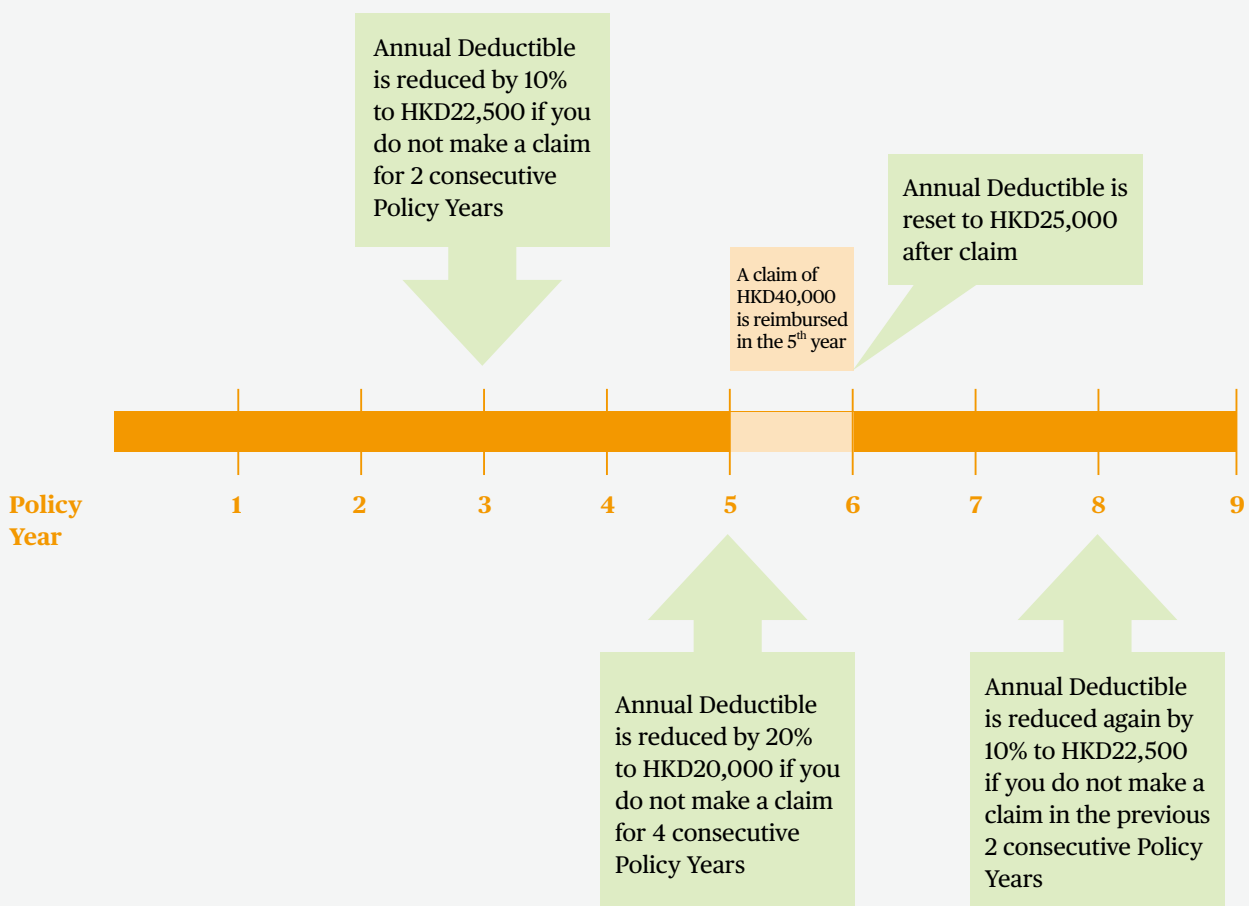 Annual Deductible
is reduced by 10%
to HKD22,500 if you
do not make a claim
for 2 consecutive
Policy Years
Annual Deductible is
reset to HKD25,000
after claim
A claim of
HKD40,000
is reimbursed
in the 5th year
Policy
Year
1 2 3 4 5 6 7 8 9
Annual Deductible
is reduced by 20%
to HKD20,000 if you
do not make a claim
for 4 consecutive
Policy Years
Annual Deductible
is reduced again by
10% to HKD22,500
if you do not make a
claim in the previous
2 consecutive Policy
Years